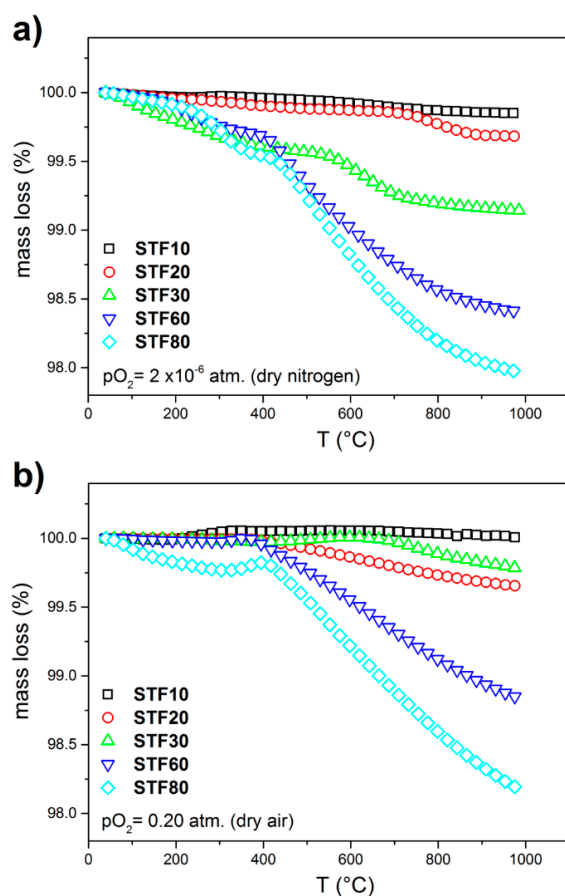 a)
100.0
99.5
99.0
98.5
98.0
mass loss (%)
STF10
STF20
STF30
STF60
STF80
pO₂= 2 x10⁻⁶ atm. (dry nitrogen)
0 200 400 600 800 1000
T (°C)
b)
100.0
99.5
99.0
98.5
98.0
mass loss (%)
STF10
STF20
STF30
STF60
STF80
pO₂= 0.20 atm. (dry air)
0 200 400 600 800 1000
T (°C)